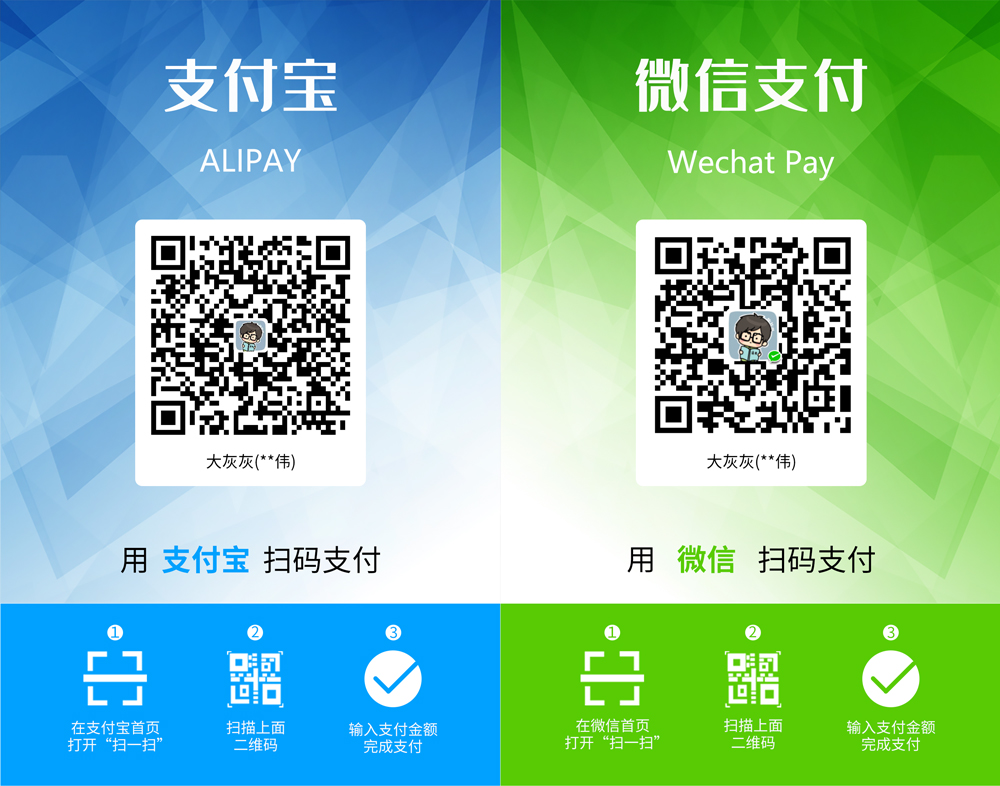 支付宝
ALIPAY
大灰灰(**伟)
用 支付宝 扫码支付
1
在支付宝首页
打开“扫一扫”
2
扫描上面
二维码
3
输入支付金额
完成支付
微信支付
Wechat Pay
大灰灰(**伟)
用 微信 扫码支付
1
在微信首页
打开“扫一扫”
2
扫描上面
二维码
3
输入支付金额
完成支付